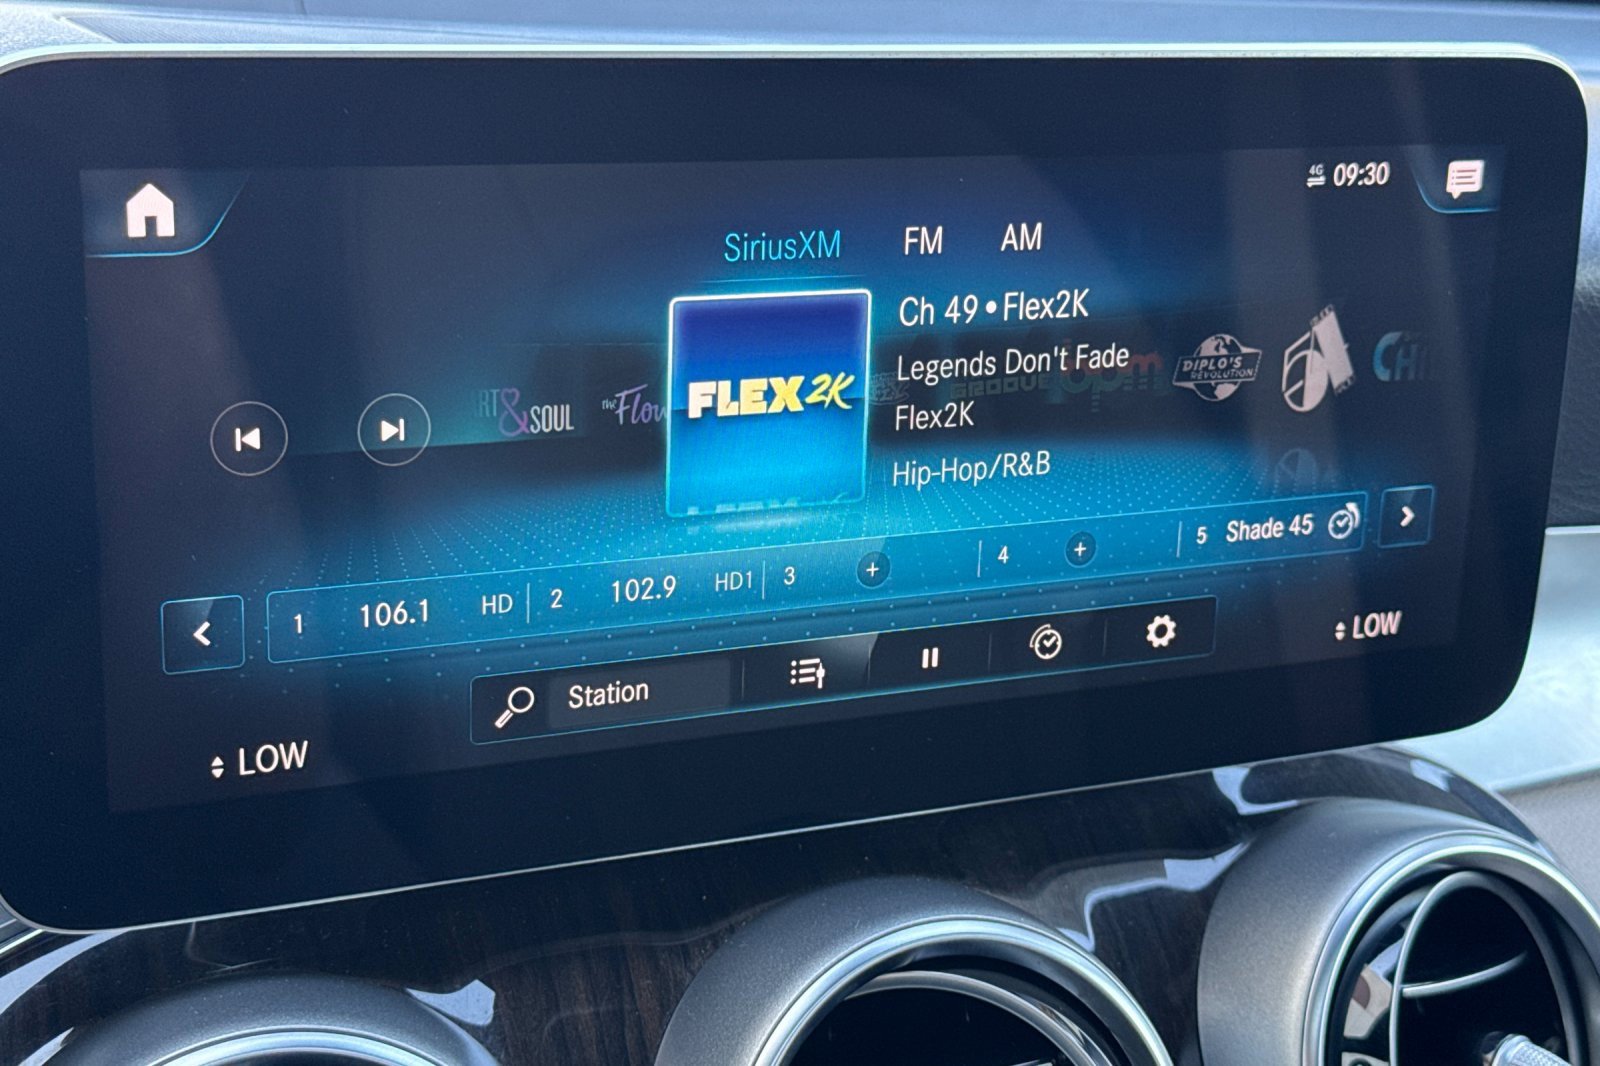 4G 09:30
SiriusXM FM AM
Ch 49 • Flex2K
Legends Don't Fade
Flex2K
Hip-Hop/R&B
&SOUL
the Flow
FLEX2K
GROOVE
DIPLO'S
REVOLUTION
1 106.1 HD 2 102.9 HD1 3 + 4 + 5 Shade 45
Station
LOW
LOW